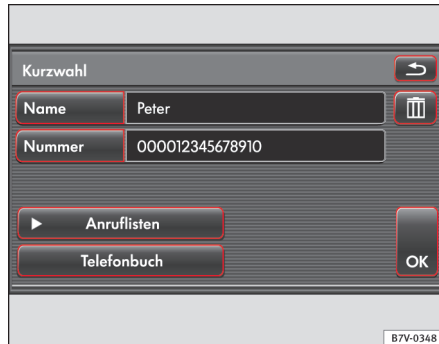 Kurzwahl
Name Peter
Nummer 000012345678910
Anruflisten
Telefonbuch OK
B7V-0348